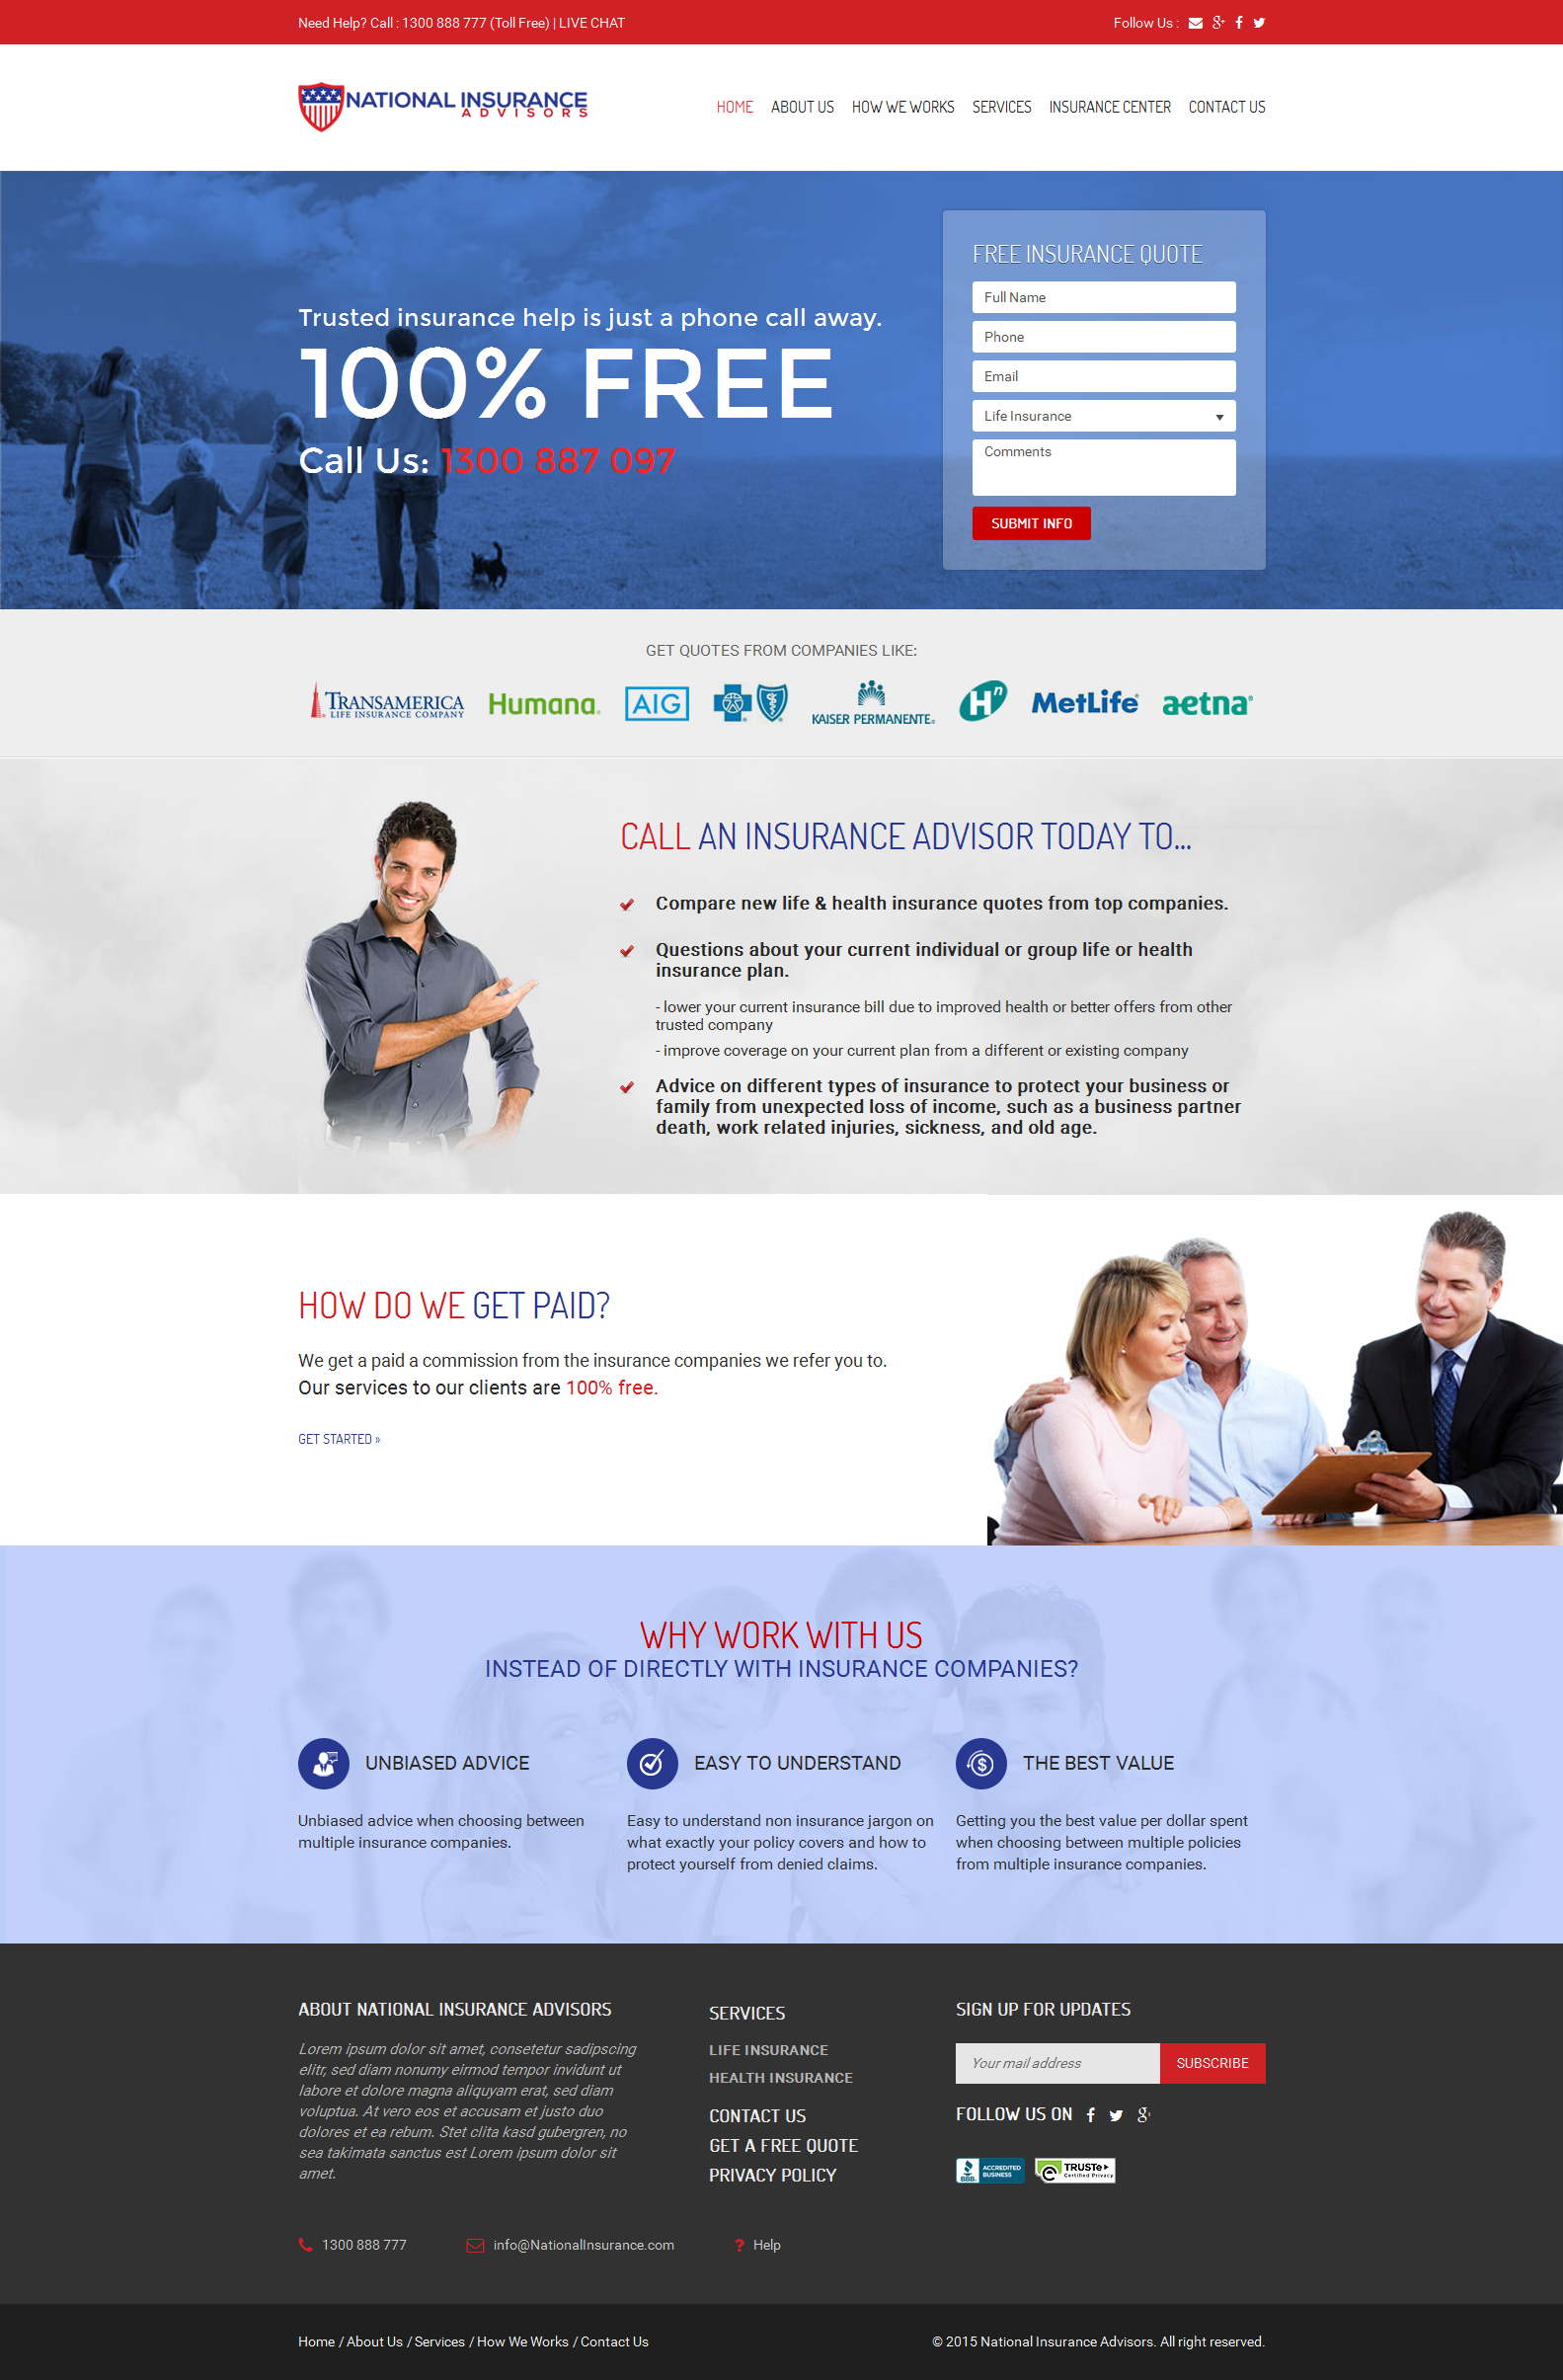 Need Help? Call : 1300 888 777 (Toll Free) | LIVE CHAT
Follow Us :
NATIONAL INSURANCE
ADVISORS
HOME ABOUT US HOW WE WORKS SERVICES INSURANCE CENTER CONTACT US
Trusted insurance help is just a phone call away.
100% FREE
Call Us: 1300 887 097
FREE INSURANCE QUOTE
Full Name
Phone
Email
Life Insurance
Comments
SUBMIT INFO
GET QUOTES FROM COMPANIES LIKE:
TRANSAMERICA
LIFE INSURANCE COMPANY
Humana.
AIG
KAISER PERMANENTE®
Hn
MetLife®
aetna®
CALL AN INSURANCE ADVISOR TODAY TO...
Compare new life & health insurance quotes from top companies.
Questions about your current individual or group life or health
insurance plan.
- lower your current insurance bill due to improved health or better offers from other
trusted company
- improve coverage on your current plan from a different or existing company
Advice on different types of insurance to protect your business or
family from unexpected loss of income, such as a business partner
death, work related injuries, sickness, and old age.
HOW DO WE GET PAID?
We get a paid a commission from the insurance companies we refer you to.
Our services to our clients are 100% free.
GET STARTED »
WHY WORK WITH US
INSTEAD OF DIRECTLY WITH INSURANCE COMPANIES?
UNBIASED ADVICE
Unbiased advice when choosing between
multiple insurance companies.
EASY TO UNDERSTAND
Easy to understand non insurance jargon on
what exactly your policy covers and how to
protect yourself from denied claims.
THE BEST VALUE
Getting you the best value per dollar spent
when choosing between multiple policies
from multiple insurance companies.
ABOUT NATIONAL INSURANCE ADVISORS
Lorem ipsum dolor sit amet, consetetur sadipscing
elitr, sed diam nonumy eirmod tempor invidunt ut
labore et dolore magna aliquyam erat, sed diam
voluptua. At vero eos et accusam et justo duo
dolores et ea rebum. Stet clita kasd gubergren, no
sea takimata sanctus est Lorem ipsum dolor sit
amet.
SERVICES
LIFE INSURANCE
HEALTH INSURANCE
CONTACT US
GET A FREE QUOTE
PRIVACY POLICY
SIGN UP FOR UPDATES
Your mail address
SUBSCRIBE
FOLLOW US ON
BBB.
ACCREDITED
BUSINESS
TRUSTe
Certified Privacy
1300 888 777
info@NationalInsurance.com
Help
Home / About Us / Services / How We Works / Contact Us
© 2015 National Insurance Advisors. All right reserved.